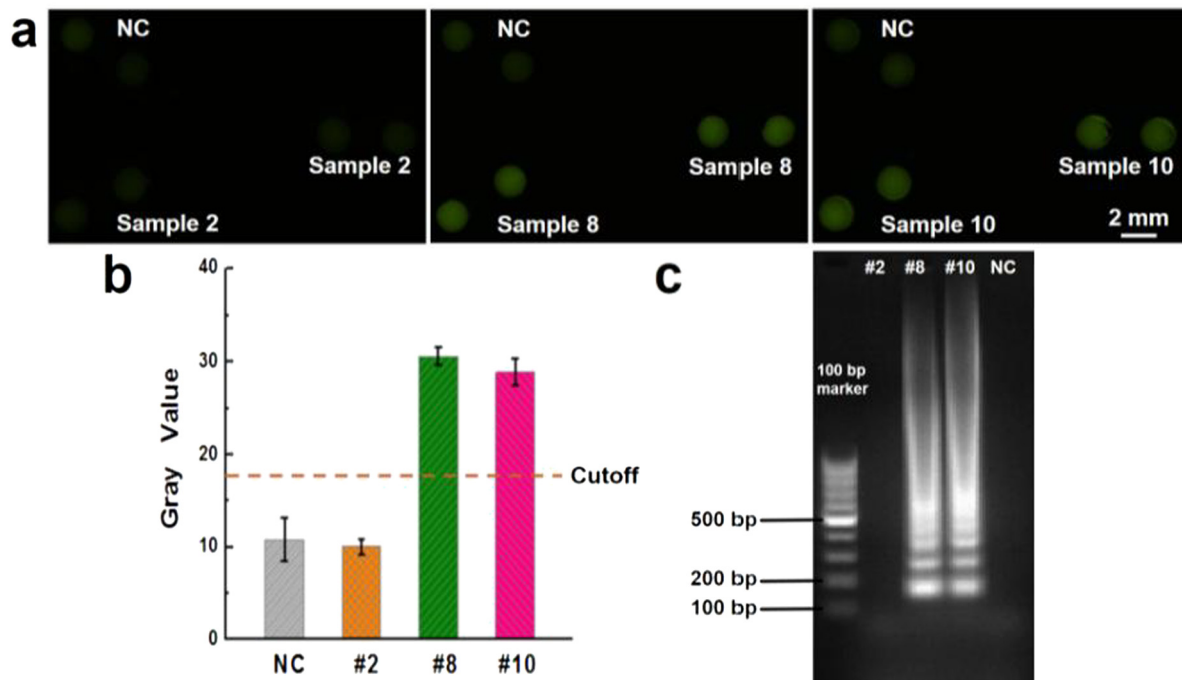 a
NC
NC
NC
Sample 2
Sample 8
Sample 10
Sample 2
Sample 8
Sample 10
2 mm
b
40
30
20
10
0
Gray Value
Cutoff
NC
#2
#8
#10
c
#2
#8
#10
NC
100 bp
marker
500 bp
200 bp
100 bp